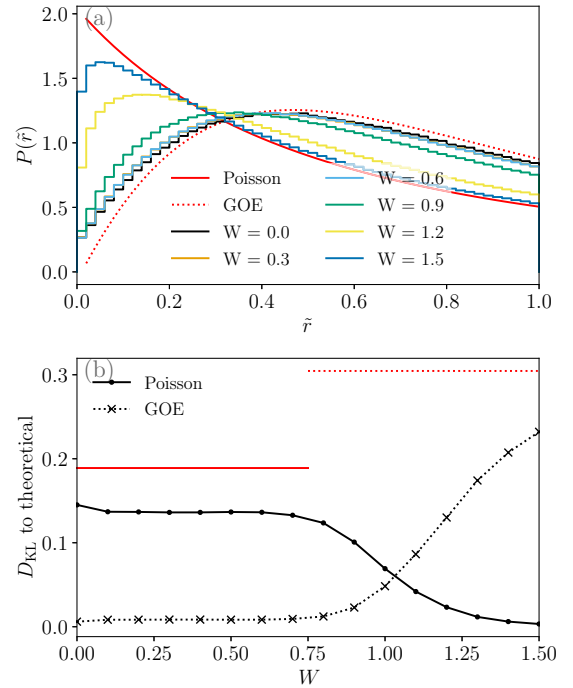 (a)
2.0
1.5
1.0
0.5
0.0
P(r̃)
Poisson
GOE
W = 0.0
W = 0.3
W = 0.6
W = 0.9
W = 1.2
W = 1.5
0.0 0.2 0.4 0.6 0.8 1.0
r̃
(b)
0.3
0.2
0.1
0.0
D_KL to theoretical
Poisson
GOE
0.00 0.25 0.50 0.75 1.00 1.25 1.50
W